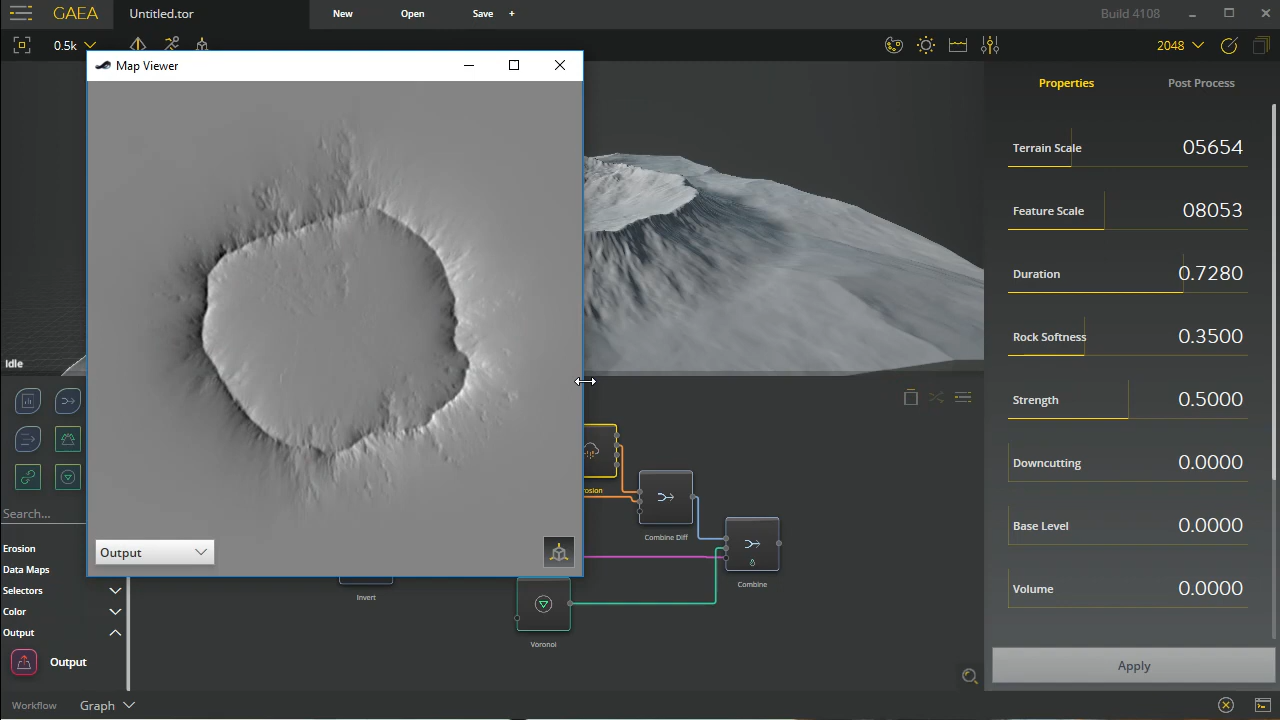 GAEA
Untitled.tor
New
Open
Save
+
Build 4108
0.5k
2048
Map Viewer
Properties
Post Process
Terrain Scale
05654
Feature Scale
08053
Duration
0.7280
Rock Softness
0.3500
Strength
0.5000
Downcutting
0.0000
Base Level
0.0000
Volume
0.0000
Apply
Idle
Search...
Erosion
Data Maps
Selectors
Color
Output
Output
Output
Combine Diff
Combine
Invert
Voronoi
Workflow
Graph